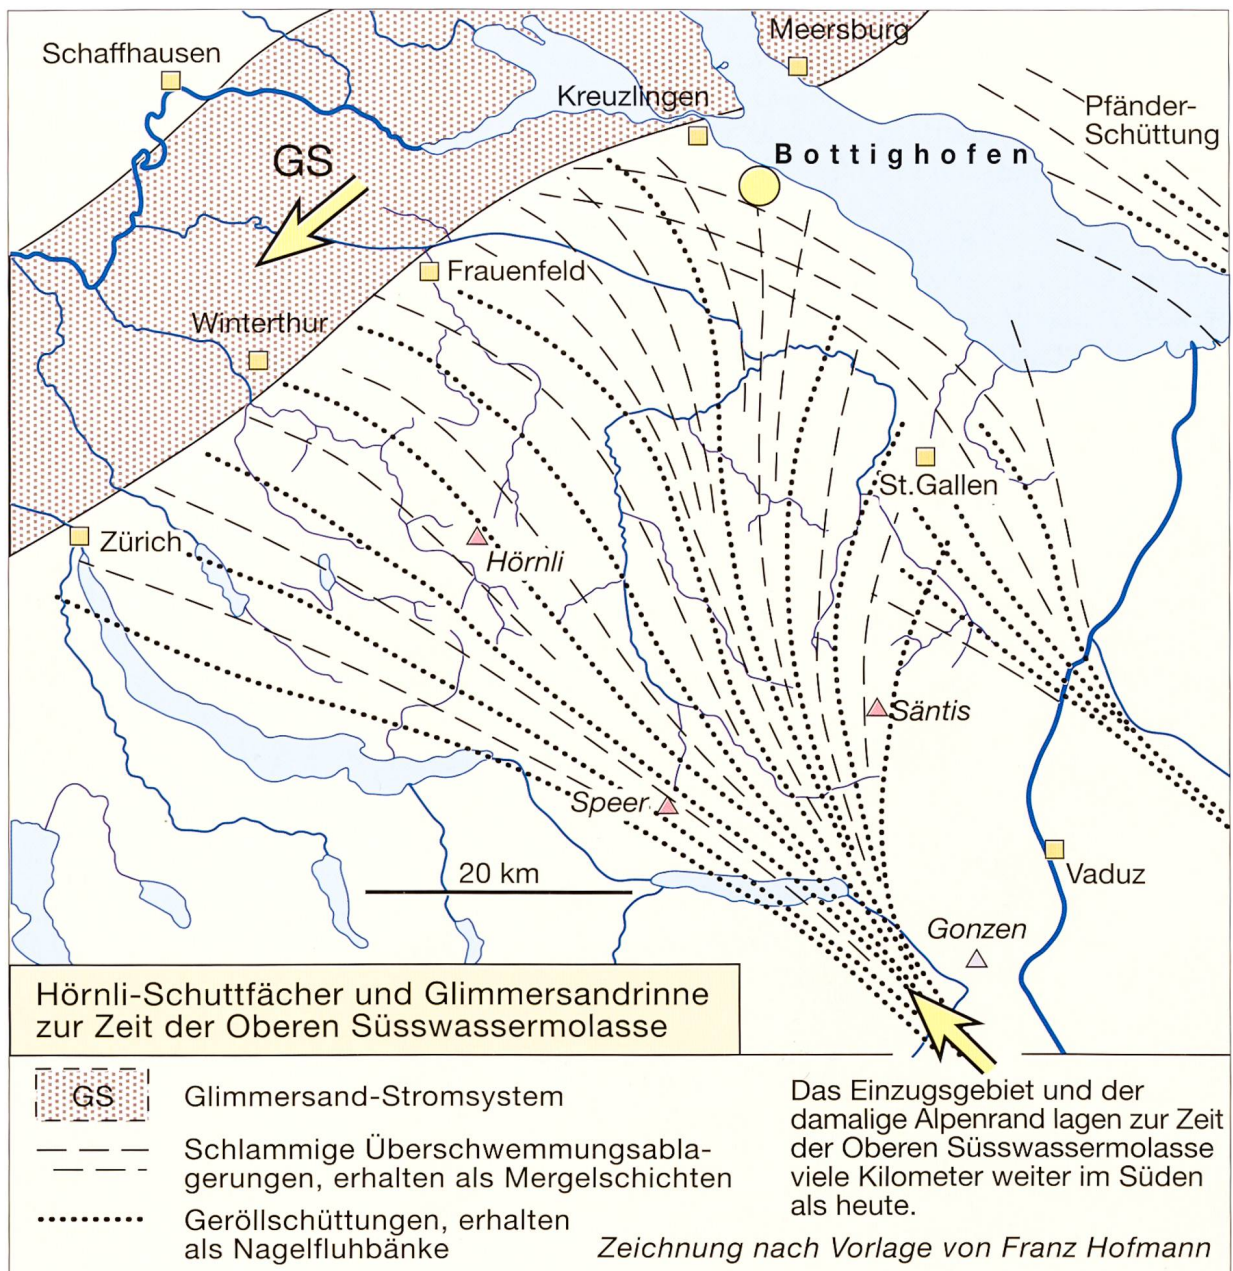 Meersburg
Schaffhausen
Kreuzlingen
Pfänder-
Schüttung
Bottighofen
GS
Frauenfeld
Winterthur
St.Gallen
Zürich
Hörnli
Säntis
Speer
20 km
Vaduz
Gonzen
Hörnli-Schuttfächer und Glimmersandrinne
zur Zeit der Oberen Süsswassermolasse
GS
Glimmersand-Stromsystem
Schlammige Überschwemmungsabla-
gerungen, erhalten als Mergelschichten
Geröllschüttungen, erhalten
als Nagelfluhbänke
Das Einzugsgebiet und der
damalige Alpenrand lagen zur Zeit
der Oberen Süsswassermolasse
viele Kilometer weiter im Süden
als heute.
Zeichnung nach Vorlage von Franz Hofmann